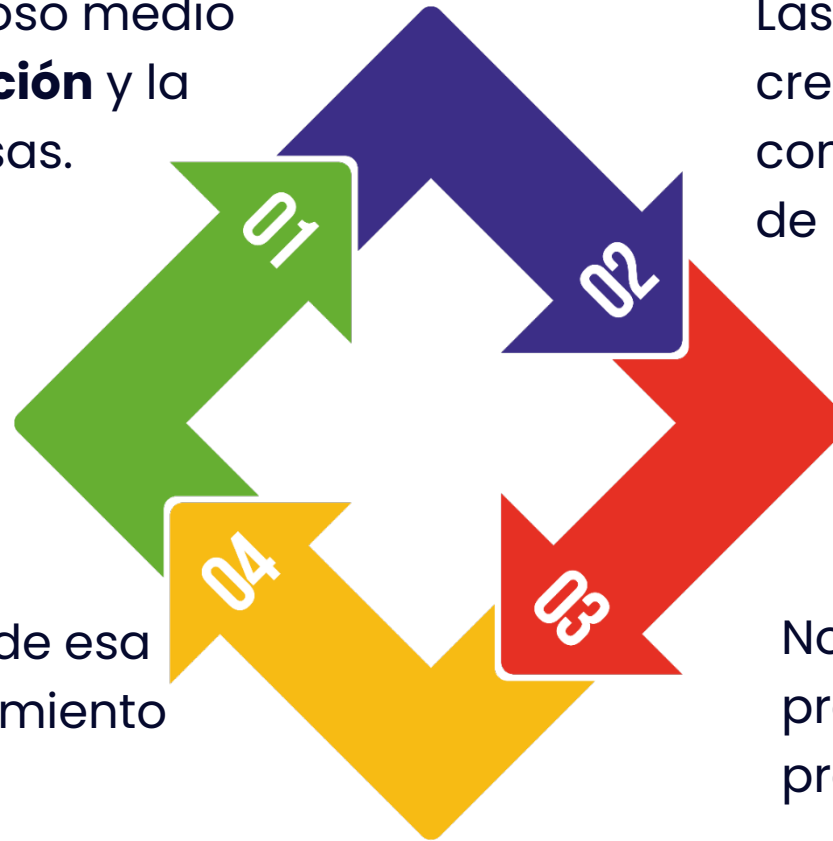 oso medio
ción y la
sas.
Las
cre
con
de
01
02
03
04
de esa
miento
No
pr
pr